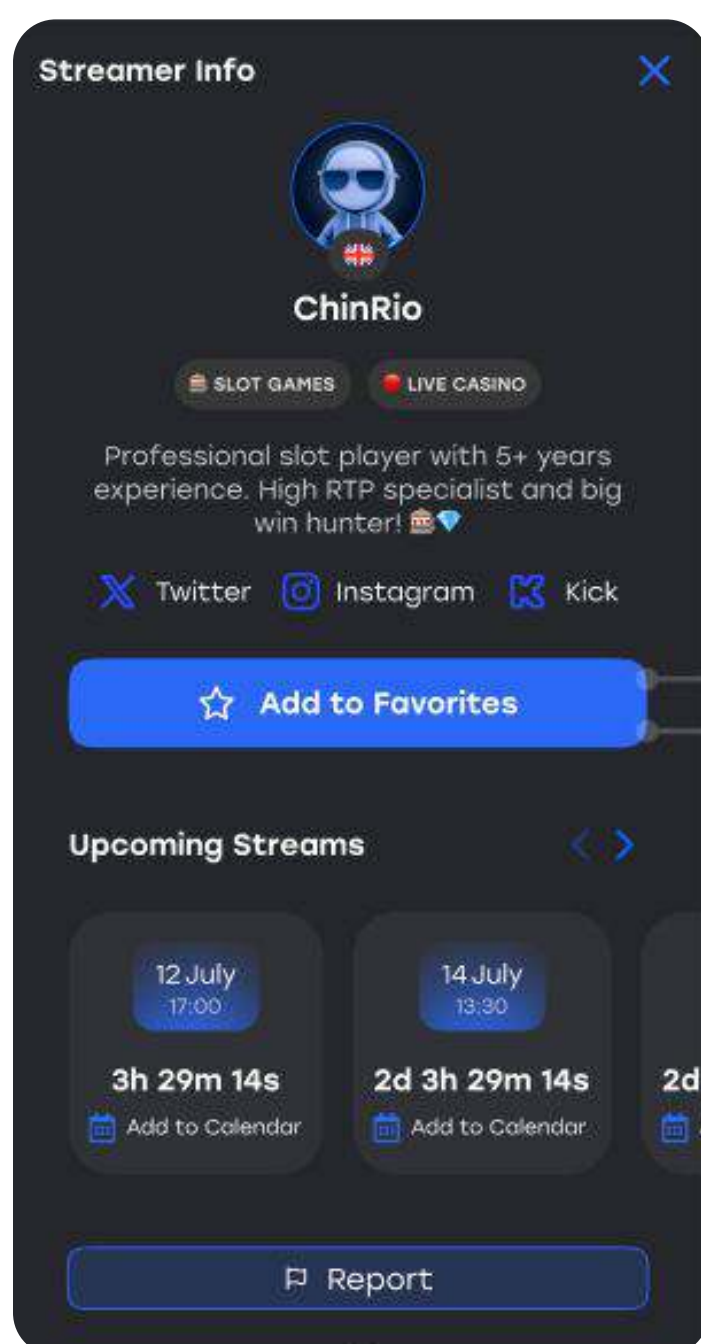 Streamer Info
ChinRio
SLOT GAMES
LIVE CASINO
Professional slot player with 5+ years
experience. High RTP specialist and big
win hunter! 🎰💎
Twitter
Instagram
Kick
Add to Favorites
Upcoming Streams
12 July
17:00
3h 29m 14s
Add to Calendar
14 July
13:30
2d 3h 29m 14s
Add to Calendar
2d
Report